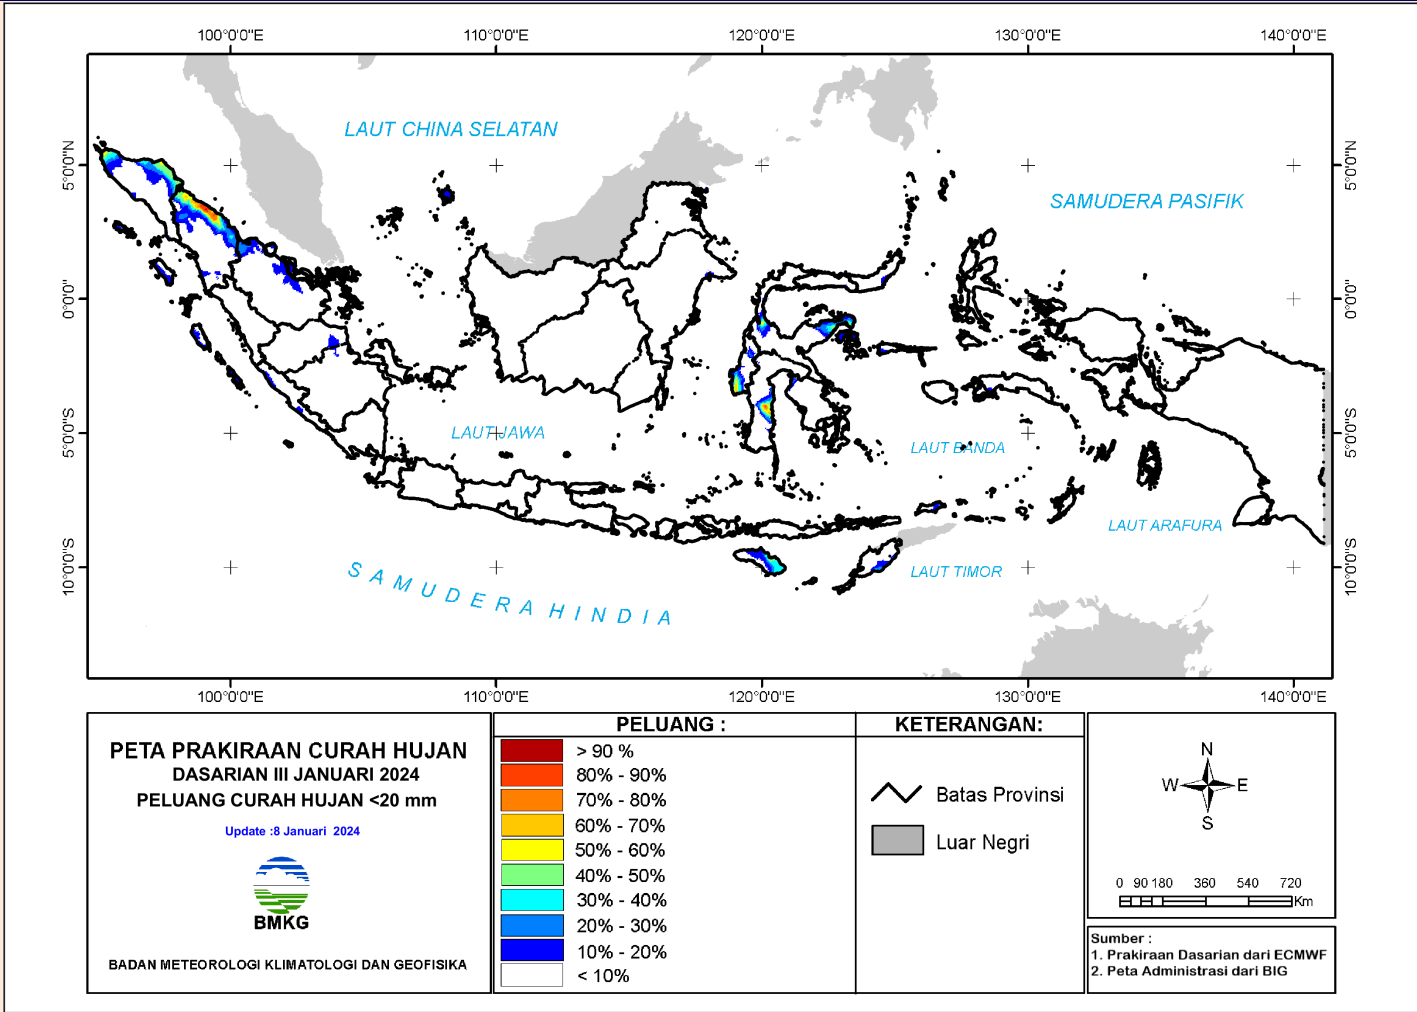 100°0'0"E 110°0'0"E 120°0'0"E 130°0'0"E 140°0'0"E
LAUT CHINA SELATAN
5°0'0"N 5°0'0"N
SAMUDERA PASIFIK
0°0'0" 0°0'0"
5°0'0"S 5°0'0"S
LAUT JAWA
LAUT BANDA
LAUT ARAFURA
10°0'0"S 10°0'0"S
LAUT TIMOR
SAMUDERA HINDIA
100°0'0"E 110°0'0"E 120°0'0"E 130°0'0"E 140°0'0"E
PETA PRAKIRAAN CURAH HUJAN
DASARIAN III JANUARI 2024
PELUANG CURAH HUJAN <20 mm
Update :8 Januari 2024
BMKG
BADAN METEOROLOGI KLIMATOLOGI DAN GEOFISIKA
PELUANG :
> 90 %
80% - 90%
70% - 80%
60% - 70%
50% - 60%
40% - 50%
30% - 40%
20% - 30%
10% - 20%
< 10%
KETERANGAN:
Batas Provinsi
Luar Negri
N
W E
S
0 90 180 360 540 720
Km
Sumber :
1. Prakiraan Dasarian dari ECMWF
2. Peta Administrasi dari BIG